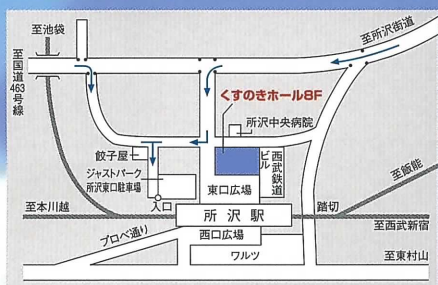 至池袋
至所沢街道
至国道463号線
くすのきホール8F
所沢中央病院
餃子屋
ジャストパーク
所沢東口駐車場
西武鉄道
ビル
東口広場
至飯能
入口
至本川越
所沢駅
踏切
至西武新宿
プロペ通り
西口広場
ワルツ
至東村山